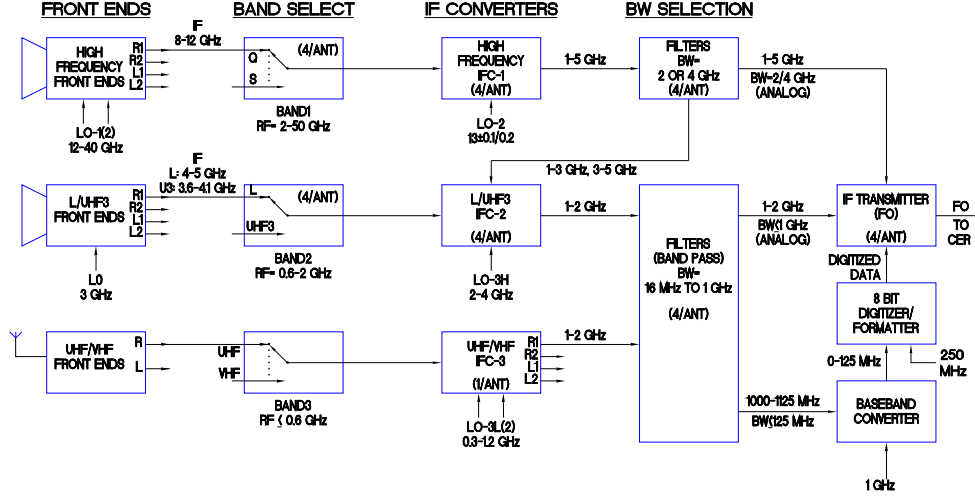 FRONT ENDS
BAND SELECT
IF CONVERTERS
BW SELECTION
HIGH
FREQUENCY
FRONT ENDS
R1
R2
L1
L2
IF
8-12 GHz
LO-1(2)
12-40 GHz
Q
S
(4/ANT)
BAND1
RF= 2-50 GHz
HIGH
FREQUENCY
IFC-1
(4/ANT)
LO-2
13±0.1/0.2
1-5 GHz
FILTERS
BW=
2 OR 4 GHz
(4/ANT)
1-5 GHz
BW=2/4 GHz
(ANALOG)
1-3 GHz, 3-5 GHz
L/UHF3
FRONT ENDS
R1
R2
L1
L2
IF
L: 4-5 GHz
U3: 3.6-4.1 GHz
LO
3 GHz
L
UHF3
(4/ANT)
BAND2
RF= 0.6-2 GHz
L/UHF3
IFC-2
(4/ANT)
LO-3H
2-4 GHz
1-2 GHz
FILTERS
(BAND PASS)
BW=
16 MHz TO 1 GHz
(4/ANT)
1-2 GHz
BW≤1 GHz
(ANALOG)
IF TRANSMITTER
(FO)
(4/ANT)
FO
TO
CER
DIGITIZED
DATA
8 BIT
DIGITIZER/
FORMATTER
250
MHz
0-125 MHz
UHF/VHF
FRONT ENDS
R
L
UHF
VHF
BAND3
RF ≤ 0.6 GHz
UHF/VHF
IFC-3
(1/ANT)
R1
R2
L1
L2
LO-3L(2)
0.3-1.2 GHz
1-2 GHz
1000-1125 MHz
BW≤125 MHz
BASEBAND
CONVERTER
1 GHz